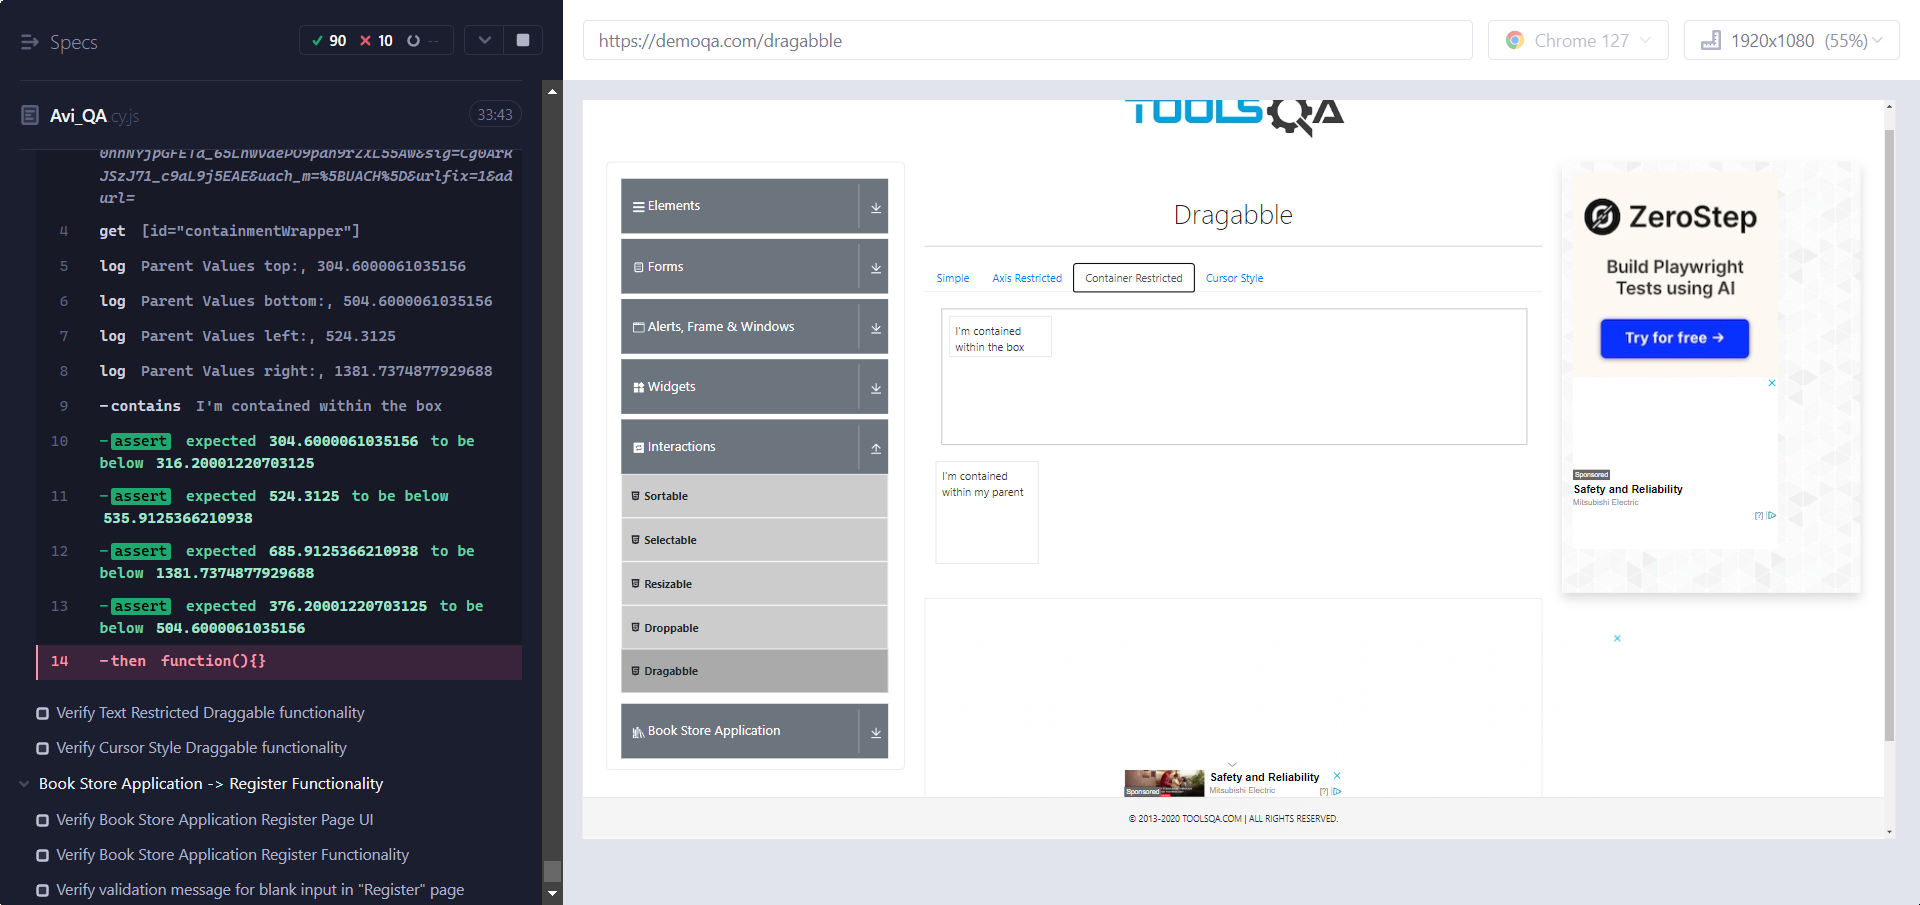 Specs
90 10 --
Avi_QA.cy.js
33:43
JSzJ71_c9aL9j5EAE&uach_m=%5BUACH%5D&urlfix=1&ad
url=
4 get [id="containmentWrapper"]
5 log Parent Values top:, 304.6000061035156
6 log Parent Values bottom:, 504.6000061035156
7 log Parent Values left:, 524.3125
8 log Parent Values right:, 1381.7374877929688
9 -contains I'm contained within the box
10 -assert expected 304.6000061035156 to be
below 316.20001220703125
11 -assert expected 524.3125 to be below
535.9125366210938
12 -assert expected 685.9125366210938 to be
below 1381.7374877929688
13 -assert expected 376.20001220703125 to be
below 504.6000061035156
14 -then function(){}
Verify Text Restricted Draggable functionality
Verify Cursor Style Draggable functionality
Book Store Application -> Register Functionality
Verify Book Store Application Register Page UI
Verify Book Store Application Register Functionality
Verify validation message for blank input in "Register" page
https://demoqa.com/dragabble
Chrome 127
1920x1080 (55%)
TOOLSQA
Elements
Forms
Alerts, Frame & Windows
Widgets
Interactions
Sortable
Selectable
Resizable
Droppable
Dragabble
Book Store Application
Dragabble
Simple
Axis Restricted
Container Restricted
Cursor Style
I'm contained
within the box
I'm contained
within my parent
ZeroStep
Build Playwright
Tests using AI
Try for free →
Sponsored
Safety and Reliability
Mitsubishi Electric
[?]
Sponsored
Safety and Reliability
Mitsubishi Electric
[?]
© 2013-2020 TOOLSQA.COM | ALL RIGHTS RESERVED.